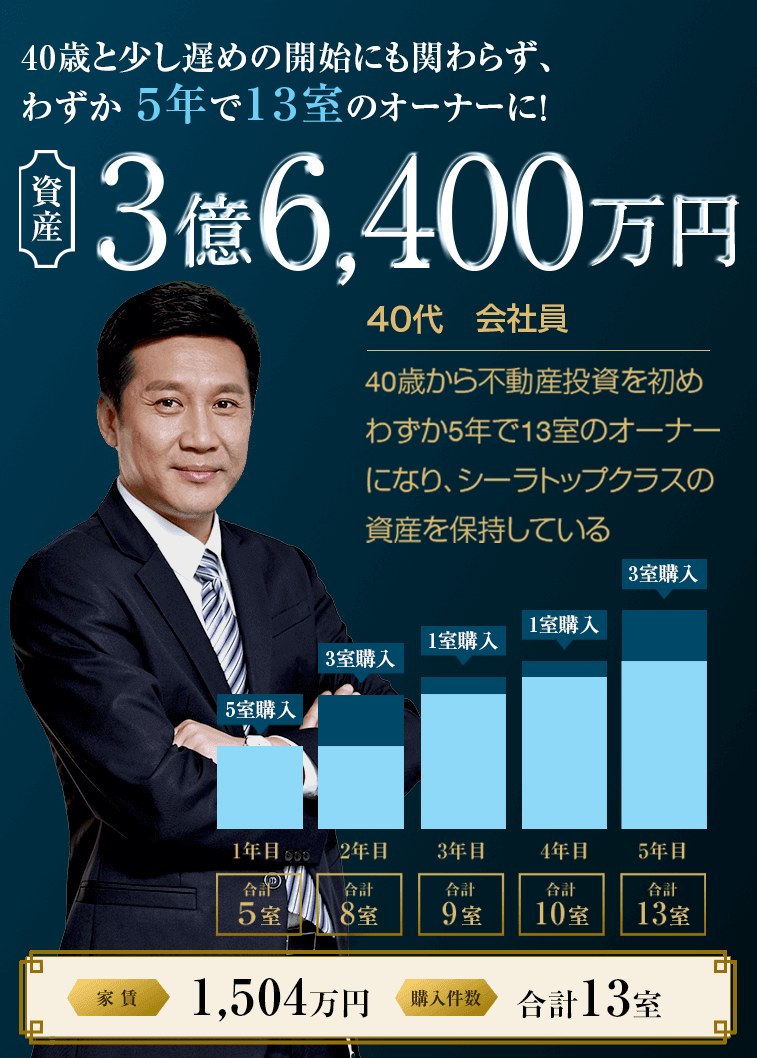 40歳と少し遅めの開始にも関わらず、
わずか 5年で13室のオーナーに!
資産
3億6,400万円
40代　会社員
40歳から不動産投資を初め
わずか5年で13室のオーナー
になり、シーラトップクラスの
資産を保持している
5室購入
3室購入
1室購入
1室購入
3室購入
1年目 2年目 3年目 4年目 5年目
合計 合計 合計 合計 合計
5室 8室 9室 10室 13室
家賃 1,504万円 購入件数 合計13室